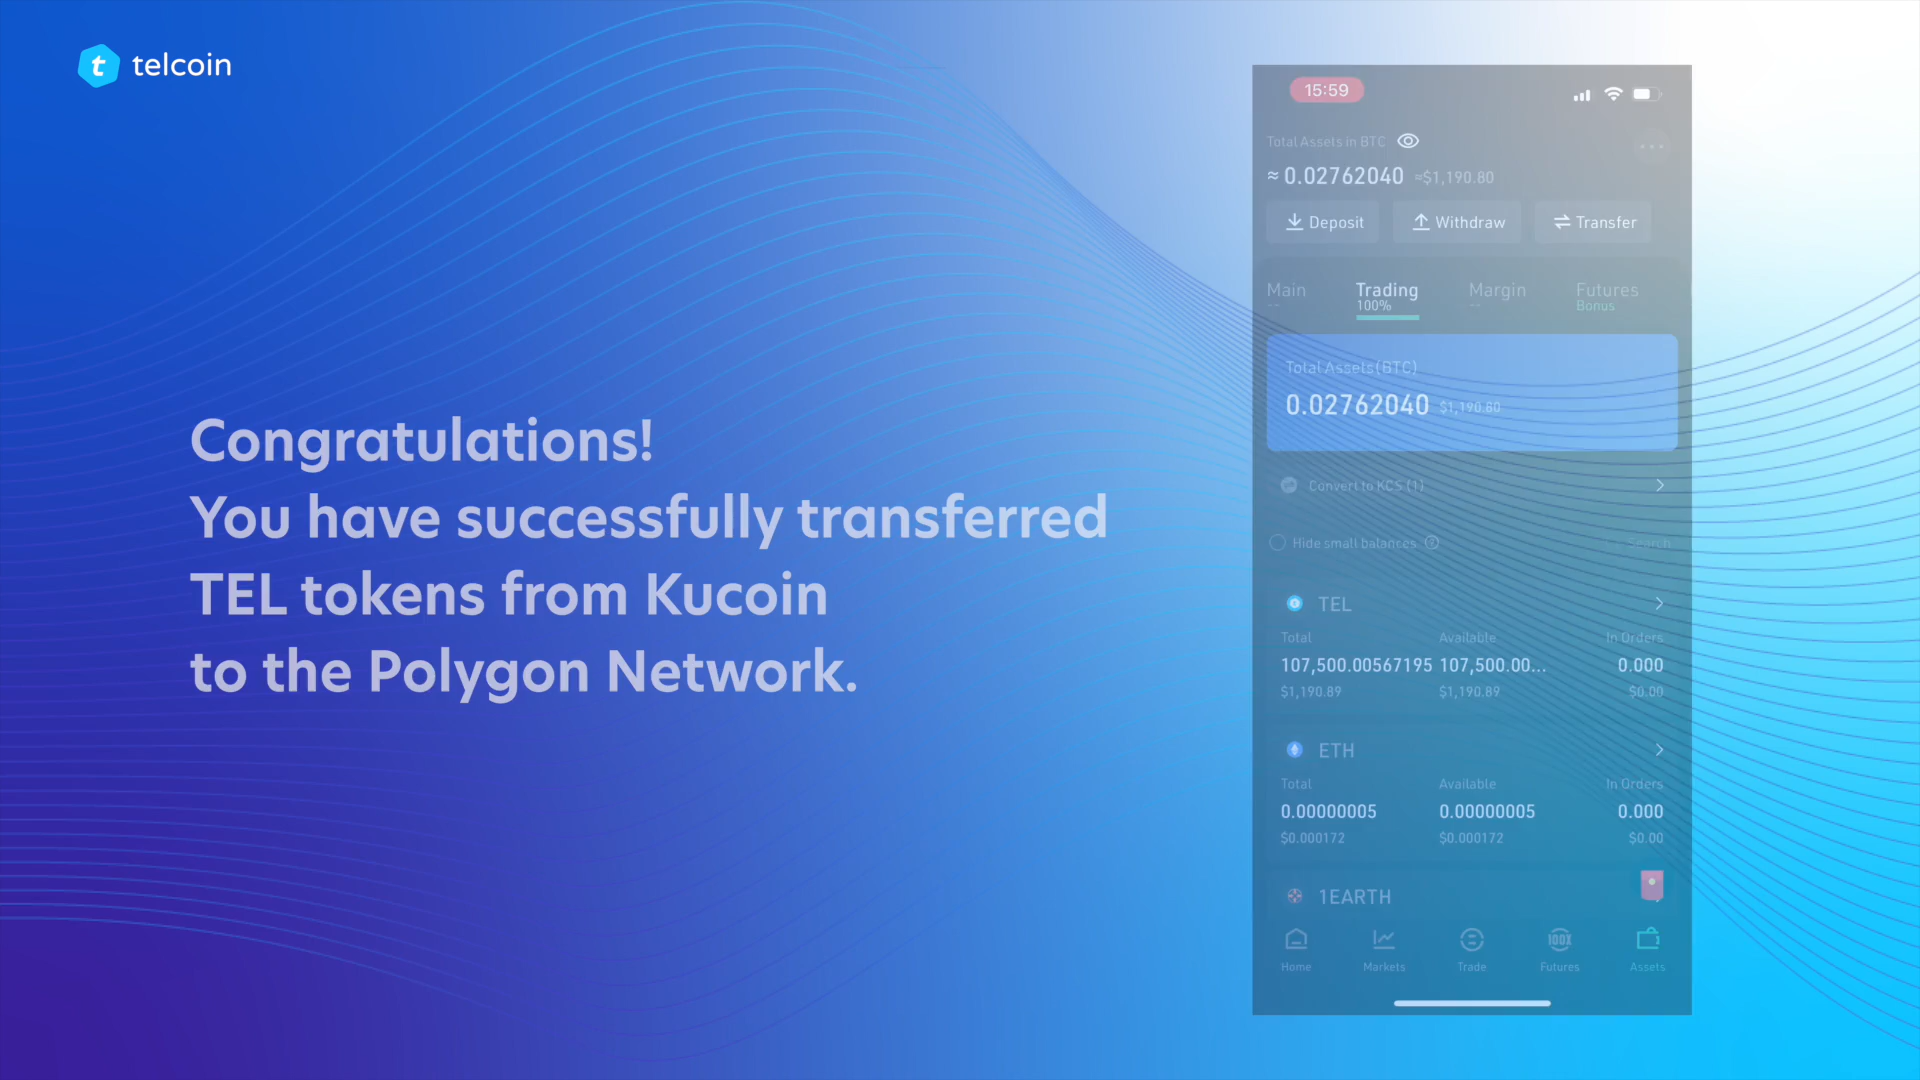 telcoin
Congratulations!
You have successfully transferred
TEL tokens from Kucoin
to the Polygon Network.
15:59
Total Assets in BTC
≈ 0.02762040 ≈$1,190.80
Deposit Withdraw Transfer
Main Trading Margin Futures
-- 100% -- Bonus
Total Assets(BTC)
0.02762040 $1,190.80
Convert to KCS (1)
Hide small balances Search
TEL
Total Available In Orders
107,500.00567195 107,500.00... 0.000
$1,190.89 $1,190.89 $0.00
ETH
Total Available In Orders
0.00000005 0.00000005 0.000
$0.000172 $0.000172 $0.00
1EARTH
100X
Home Markets Trade Futures Assets